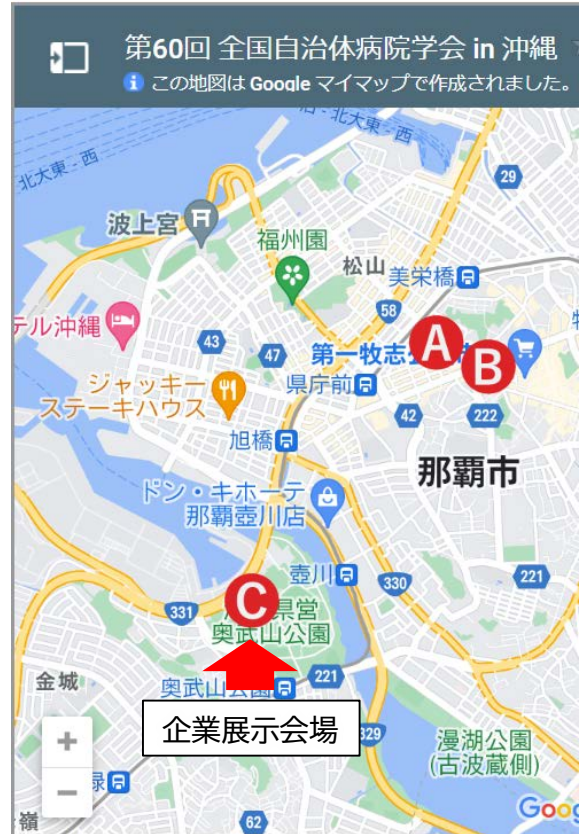 第60回 全国自治体病院学会 in 沖縄
この地図は Google マイマップで作成されました。
北大東 - 西
北大東 - 西
29
波上宮
福州園
松山
美栄橋
58
テル沖縄
43
47
第一牧志公
A
B
ジャッキー
ステーキハウス
県庁前
42
222
旭橋
那覇市
ドン・キホーテ
那覇壺川店
壺川
330
221
331
C
県営
奥武山公園
金城
奥武山公園
221
企業展示会場
329
漫湖公園
(古波蔵側)
+
−
62